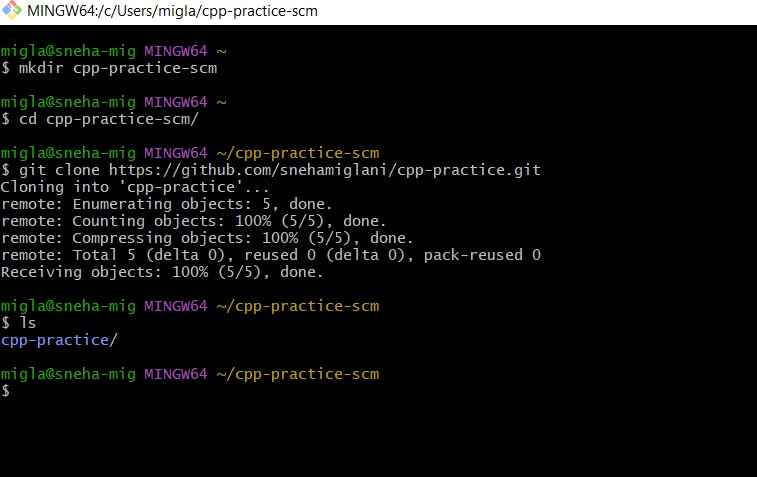 MINGW64:/c/Users/migla/cpp-practice-scm
migla@sneha-mig MINGW64 ~
$ mkdir cpp-practice-scm
migla@sneha-mig MINGW64 ~
$ cd cpp-practice-scm/
migla@sneha-mig MINGW64 ~/cpp-practice-scm
$ git clone https://github.com/snehamiglani/cpp-practice.git
Cloning into 'cpp-practice'...
remote: Enumerating objects: 5, done.
remote: Counting objects: 100% (5/5), done.
remote: Compressing objects: 100% (5/5), done.
remote: Total 5 (delta 0), reused 0 (delta 0), pack-reused 0
Receiving objects: 100% (5/5), done.
migla@sneha-mig MINGW64 ~/cpp-practice-scm
$ ls
cpp-practice/
migla@sneha-mig MINGW64 ~/cpp-practice-scm
$